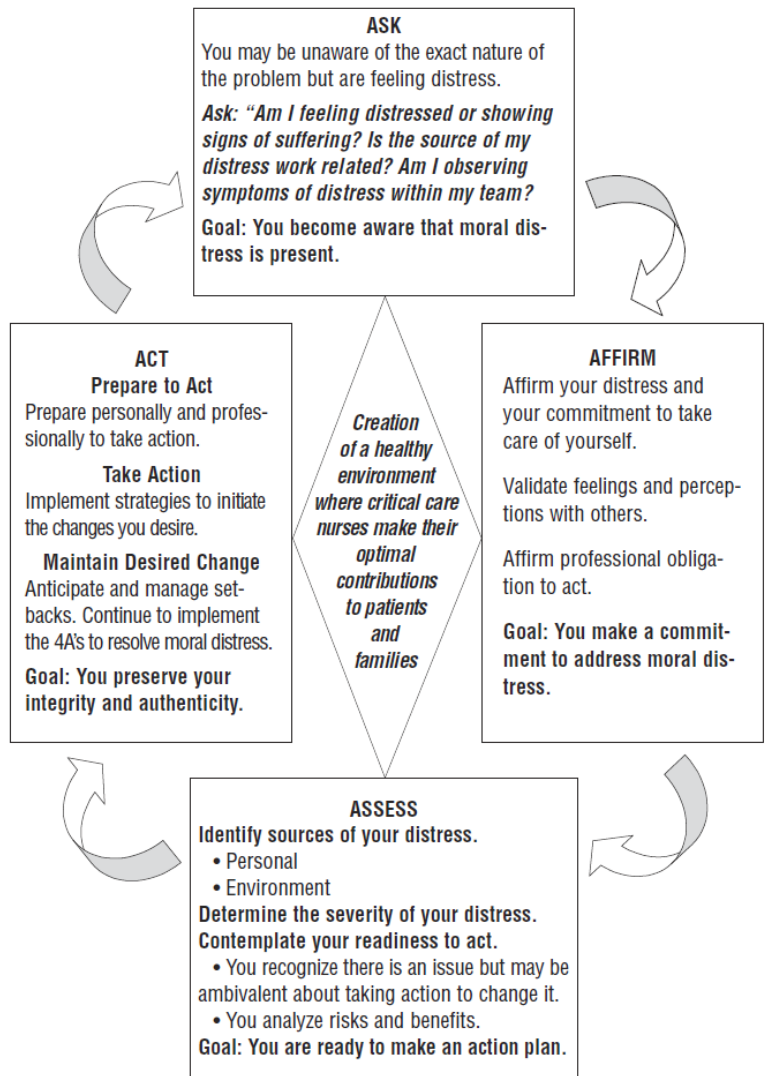 ASK
You may be unaware of the exact nature of
the problem but are feeling distress.
Ask: “Am I feeling distressed or showing
signs of suffering? Is the source of my
distress work related? Am I observing
symptoms of distress within my team?
Goal: You become aware that moral dis-
tress is present.
AFFIRM
Affirm your distress and
your commitment to take
care of yourself.
Validate feelings and percep-
tions with others.
Affirm professional obliga-
tion to act.
Goal: You make a commit-
ment to address moral dis-
tress.
ASSESS
Identify sources of your distress.
• Personal
• Environment
Determine the severity of your distress.
Contemplate your readiness to act.
• You recognize there is an issue but may be
ambivalent about taking action to change it.
• You analyze risks and benefits.
Goal: You are ready to make an action plan.
ACT
Prepare to Act
Prepare personally and profes-
sionally to take action.
Take Action
Implement strategies to initiate
the changes you desire.
Maintain Desired Change
Anticipate and manage set-
backs. Continue to implement
the 4A’s to resolve moral distress.
Goal: You preserve your
integrity and authenticity.
Creation
of a healthy
environment
where critical care
nurses make their
optimal
contributions
to patients
and
families